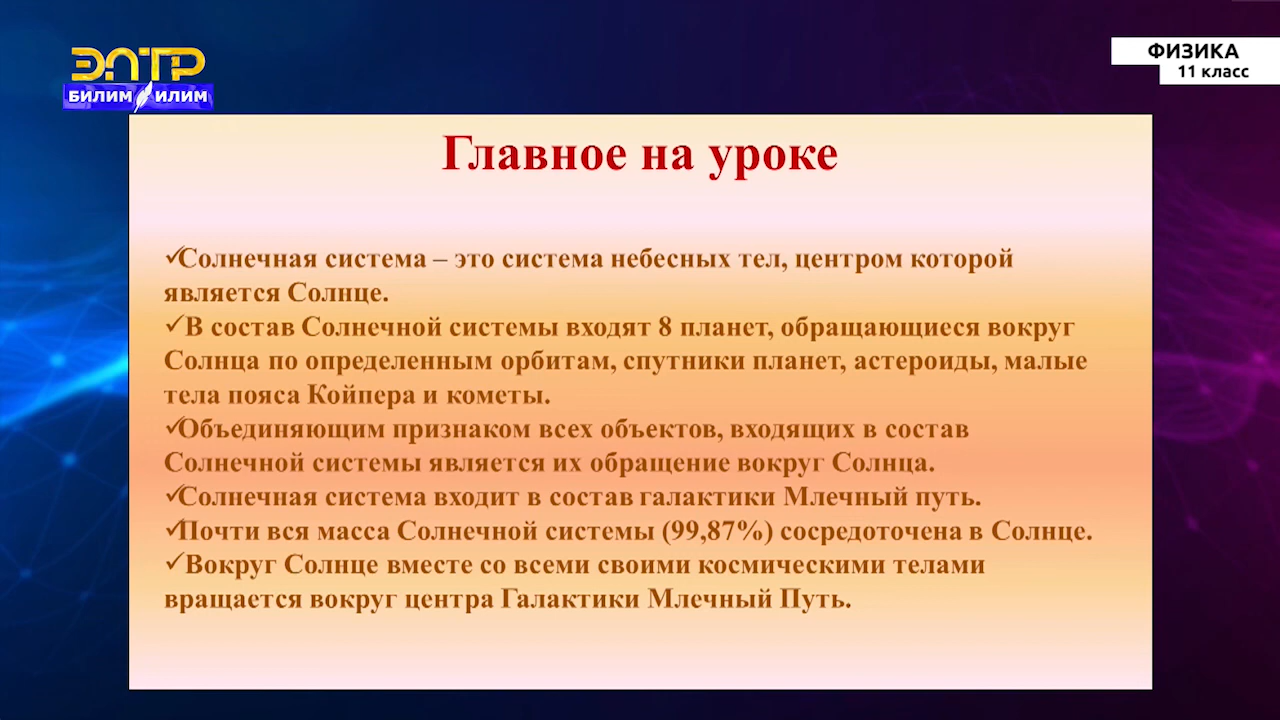 ЭЛТР
БИЛИМ ИЛИМ
ФИЗИКА
11 класс
Главное на уроке
✓Солнечная система – это система небесных тел, центром которой
является Солнце.
✓ В состав Солнечной системы входят 8 планет, обращающиеся вокруг
Солнца по определенным орбитам, спутники планет, астероиды, малые
тела пояса Койпера и кометы.
✓Объединяющим признаком всех объектов, входящих в состав
Солнечной системы является их обращение вокруг Солнца.
✓Солнечная система входит в состав галактики Млечный путь.
✓Почти вся масса Солнечной системы (99,87%) сосредоточена в Солнце.
✓ Вокруг Солнце вместе со всеми своими космическими телами
вращается вокруг центра Галактики Млечный Путь.